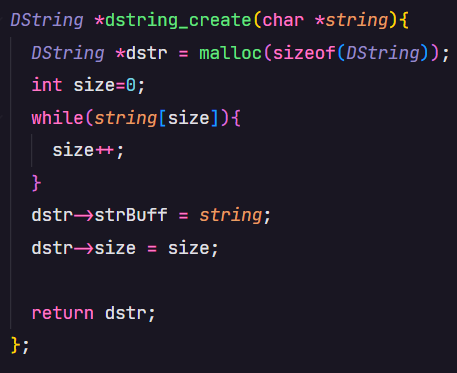 DString *dstring_create(char *string){
DString *dstr = malloc(sizeof(DString));
int size=0;
while(string[size]){
size++;
}
dstr->strBuff = string;
dstr->size = size;
return dstr;
};